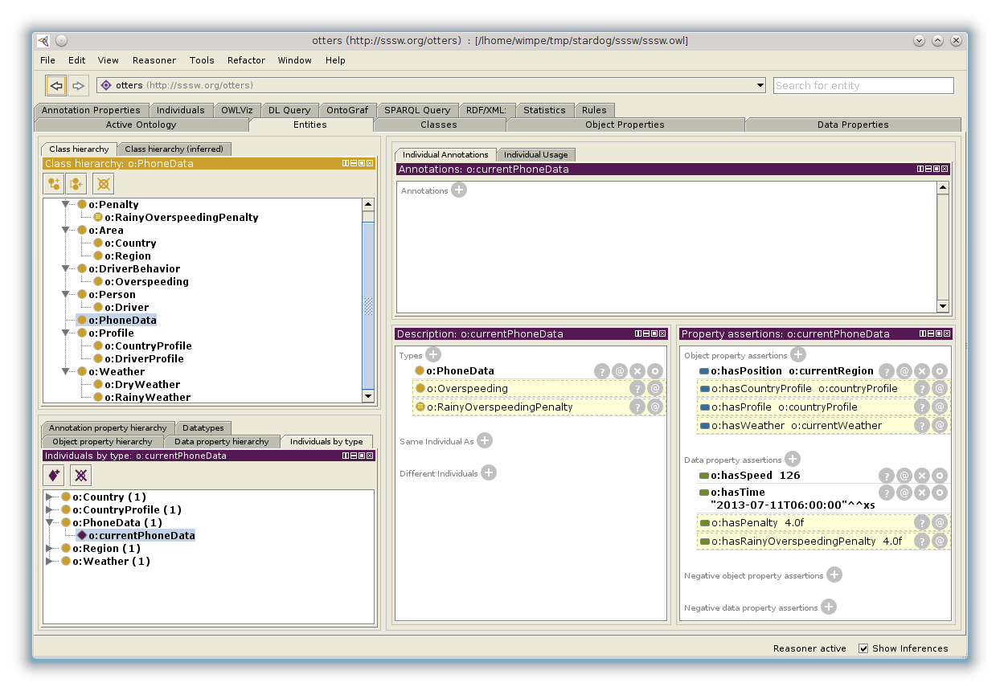 otters (http://sssw.org/otters) : [/lhome/wimpe/tmp/stardog/sssw/sssw.owl]
File Edit View Reasoner Tools Refactor Window Help
otters (http://sssw.org/otters)
Search for entity
Annotation Properties Individuals OWLViz DL Query OntoGraf SPARQL Query RDF/XML: Statistics Rules
Active Ontology Entities Classes Object Properties Data Properties
Class hierarchy Class hierarchy (inferred)
Class hierarchy: o:PhoneData
o:Penalty
o:RainyOverspeedingPenalty
o:Area
o:Country
o:Region
o:DriverBehavior
o:Overspeeding
o:Person
o:Driver
o:PhoneData
o:Profile
o:CountryProfile
o:DriverProfile
o:Weather
o:DryWeather
o:RainyWeather
Annotation property hierarchy Datatypes
Object property hierarchy Data property hierarchy Individuals by type
Individuals by type: o:currentPhoneData
o:Country (1)
o:CountryProfile (1)
o:PhoneData (1)
o:currentPhoneData
o:Region (1)
o:Weather (1)
Individual Annotations Individual Usage
Annotations: o:currentPhoneData
Annotations
Description: o:currentPhoneData
Types
o:PhoneData
o:Overspeeding
o:RainyOverspeedingPenalty
Same Individual As
Different Individuals
Property assertions: o:currentPhoneData
Object property assertions
o:hasPosition o:currentRegion
o:hasCountryProfile o:countryProfile
o:hasProfile o:countryProfile
o:hasWeather o:currentWeather
Data property assertions
o:hasSpeed 126
o:hasTime
"2013-07-11T06:00:00"^^xs
o:hasPenalty 4.0f
o:hasRainyOverspeedingPenalty 4.0f
Negative object property assertions
Negative data property assertions
Reasoner active Show Inferences